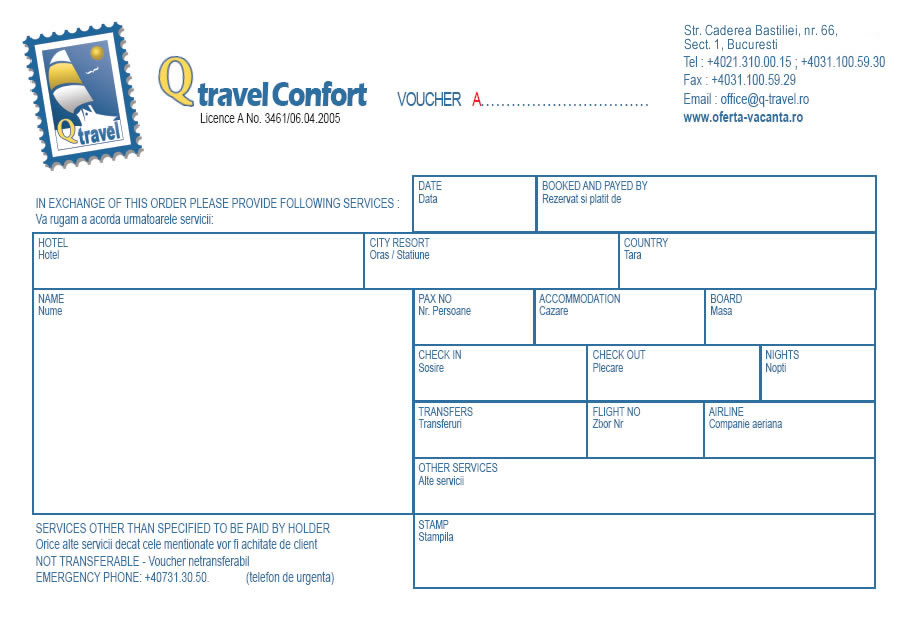 Q travel
Q travel Confort
Licence A No. 3461/06.04.2005
VOUCHER A.................................
Str. Caderea Bastiliei, nr. 66,
Sect. 1, Bucuresti
Tel : +4021.310.00.15 ; +4031.100.59.30
Fax : +4031.100.59.29
Email : office@q-travel.ro
www.oferta-vacanta.ro
IN EXCHANGE OF THIS ORDER PLEASE PROVIDE FOLLOWING SERVICES :
Va rugam a acorda urmatoarele servicii:
DATE
Data
BOOKED AND PAYED BY
Rezervat si platit de
HOTEL
Hotel
CITY RESORT
Oras / Statiune
COUNTRY
Tara
NAME
Nume
PAX NO
Nr. Persoane
ACCOMMODATION
Cazare
BOARD
Masa
CHECK IN
Sosire
CHECK OUT
Plecare
NIGHTS
Nopti
TRANSFERS
Transferuri
FLIGHT NO
Zbor Nr
AIRLINE
Companie aeriana
OTHER SERVICES
Alte servicii
STAMP
Stampila
SERVICES OTHER THAN SPECIFIED TO BE PAID BY HOLDER
Orice alte servicii decat cele mentionate vor fi achitate de client
NOT TRANSFERABLE - Voucher netransferabil
EMERGENCY PHONE: +40731.30.50. (telefon de urgenta)